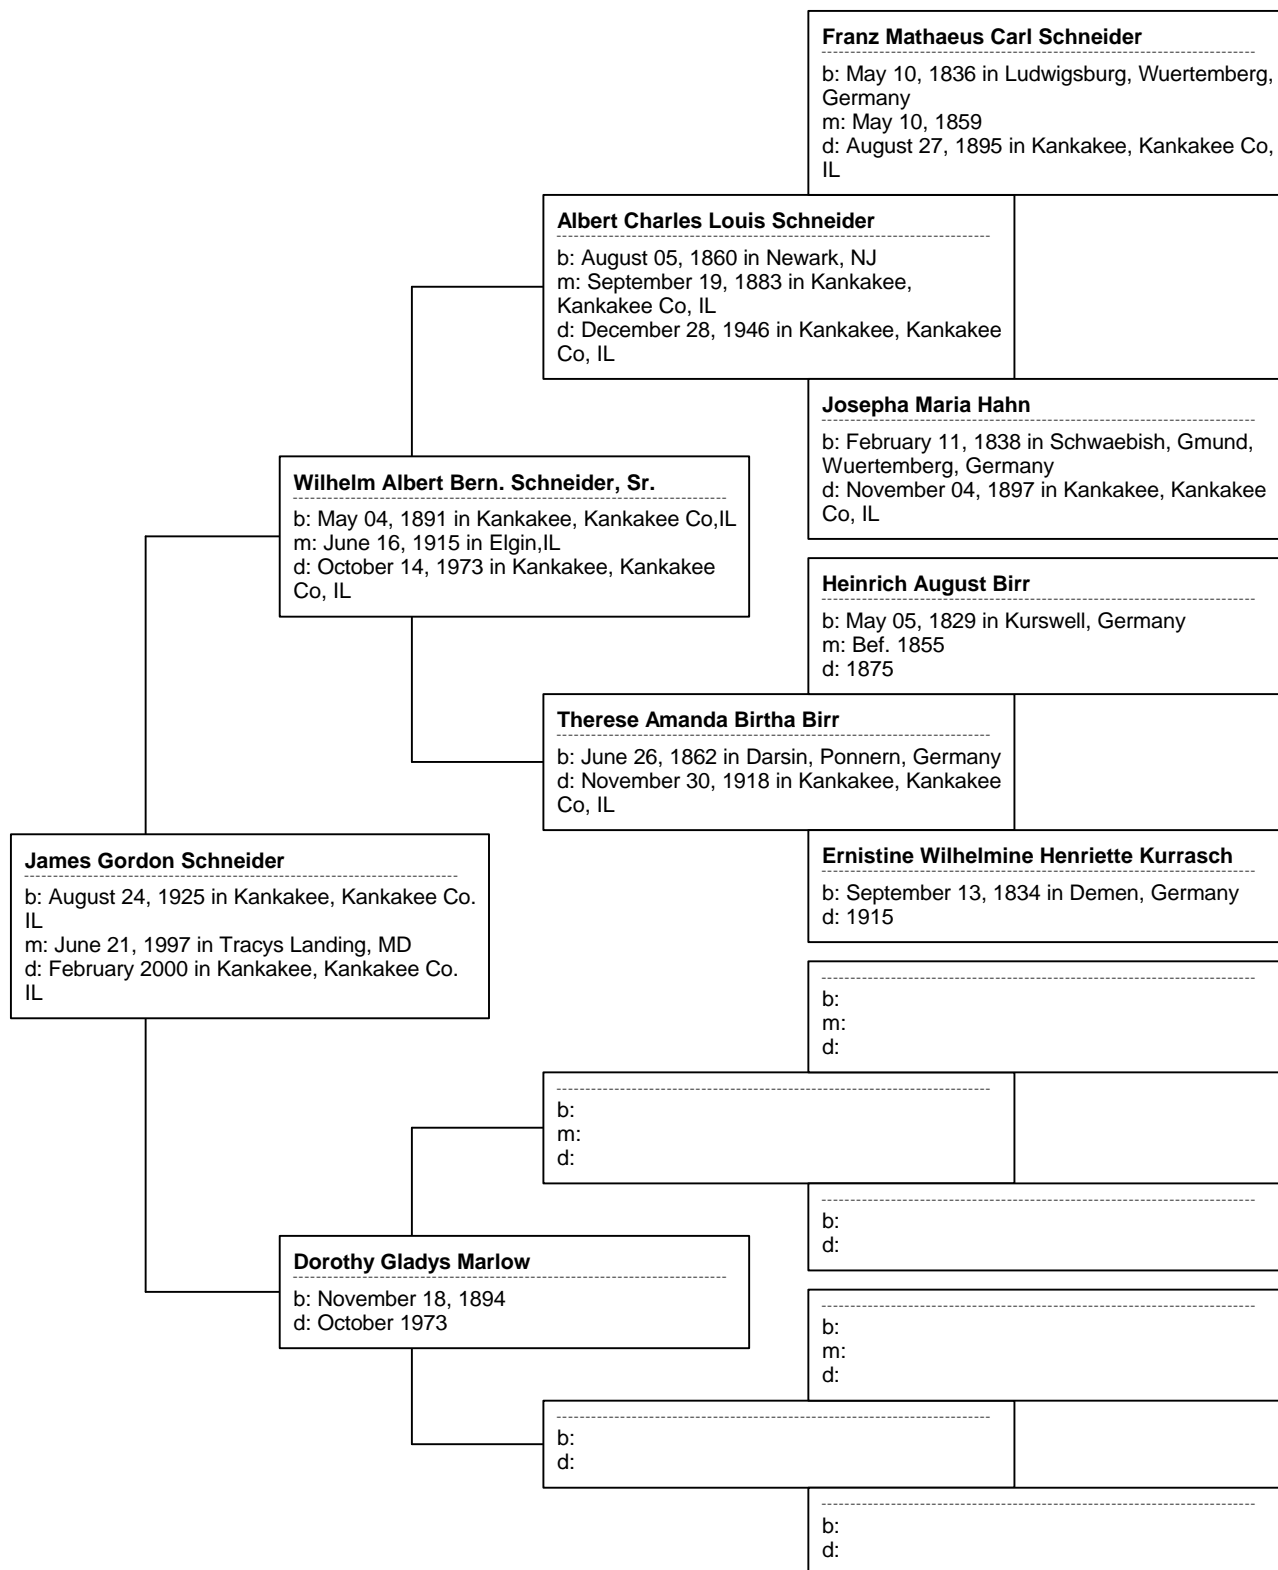 Franz Mathaeus Carl Schneider
b: May 10, 1836 in Ludwigsburg, Wuertemberg,
Germany
m: May 10, 1859
d: August 27, 1895 in Kankakee, Kankakee Co,
IL
Albert Charles Louis Schneider
b: August 05, 1860 in Newark, NJ
m: September 19, 1883 in Kankakee,
Kankakee Co, IL
d: December 28, 1946 in Kankakee, Kankakee
Co, IL
Josepha Maria Hahn
b: February 11, 1838 in Schwaebish, Gmund,
Wuertemberg, Germany
d: November 04, 1897 in Kankakee, Kankakee
Co, IL
Wilhelm Albert Bern. Schneider, Sr.
b: May 04, 1891 in Kankakee, Kankakee Co,IL
m: June 16, 1915 in Elgin,IL
d: October 14, 1973 in Kankakee, Kankakee
Co, IL
Heinrich August Birr
b: May 05, 1829 in Kurswell, Germany
m: Bef. 1855
d: 1875
Therese Amanda Birtha Birr
b: June 26, 1862 in Darsin, Ponnern, Germany
d: November 30, 1918 in Kankakee, Kankakee
Co, IL
Ernistine Wilhelmine Henriette Kurrasch
b: September 13, 1834 in Demen, Germany
d: 1915
James Gordon Schneider
b: August 24, 1925 in Kankakee, Kankakee Co.
IL
m: June 21, 1997 in Tracys Landing, MD
d: February 2000 in Kankakee, Kankakee Co.
IL
b:
m:
d:
b:
m:
d:
b:
d:
Dorothy Gladys Marlow
b: November 18, 1894
d: October 1973
b:
m:
d:
b:
d:
b:
d: